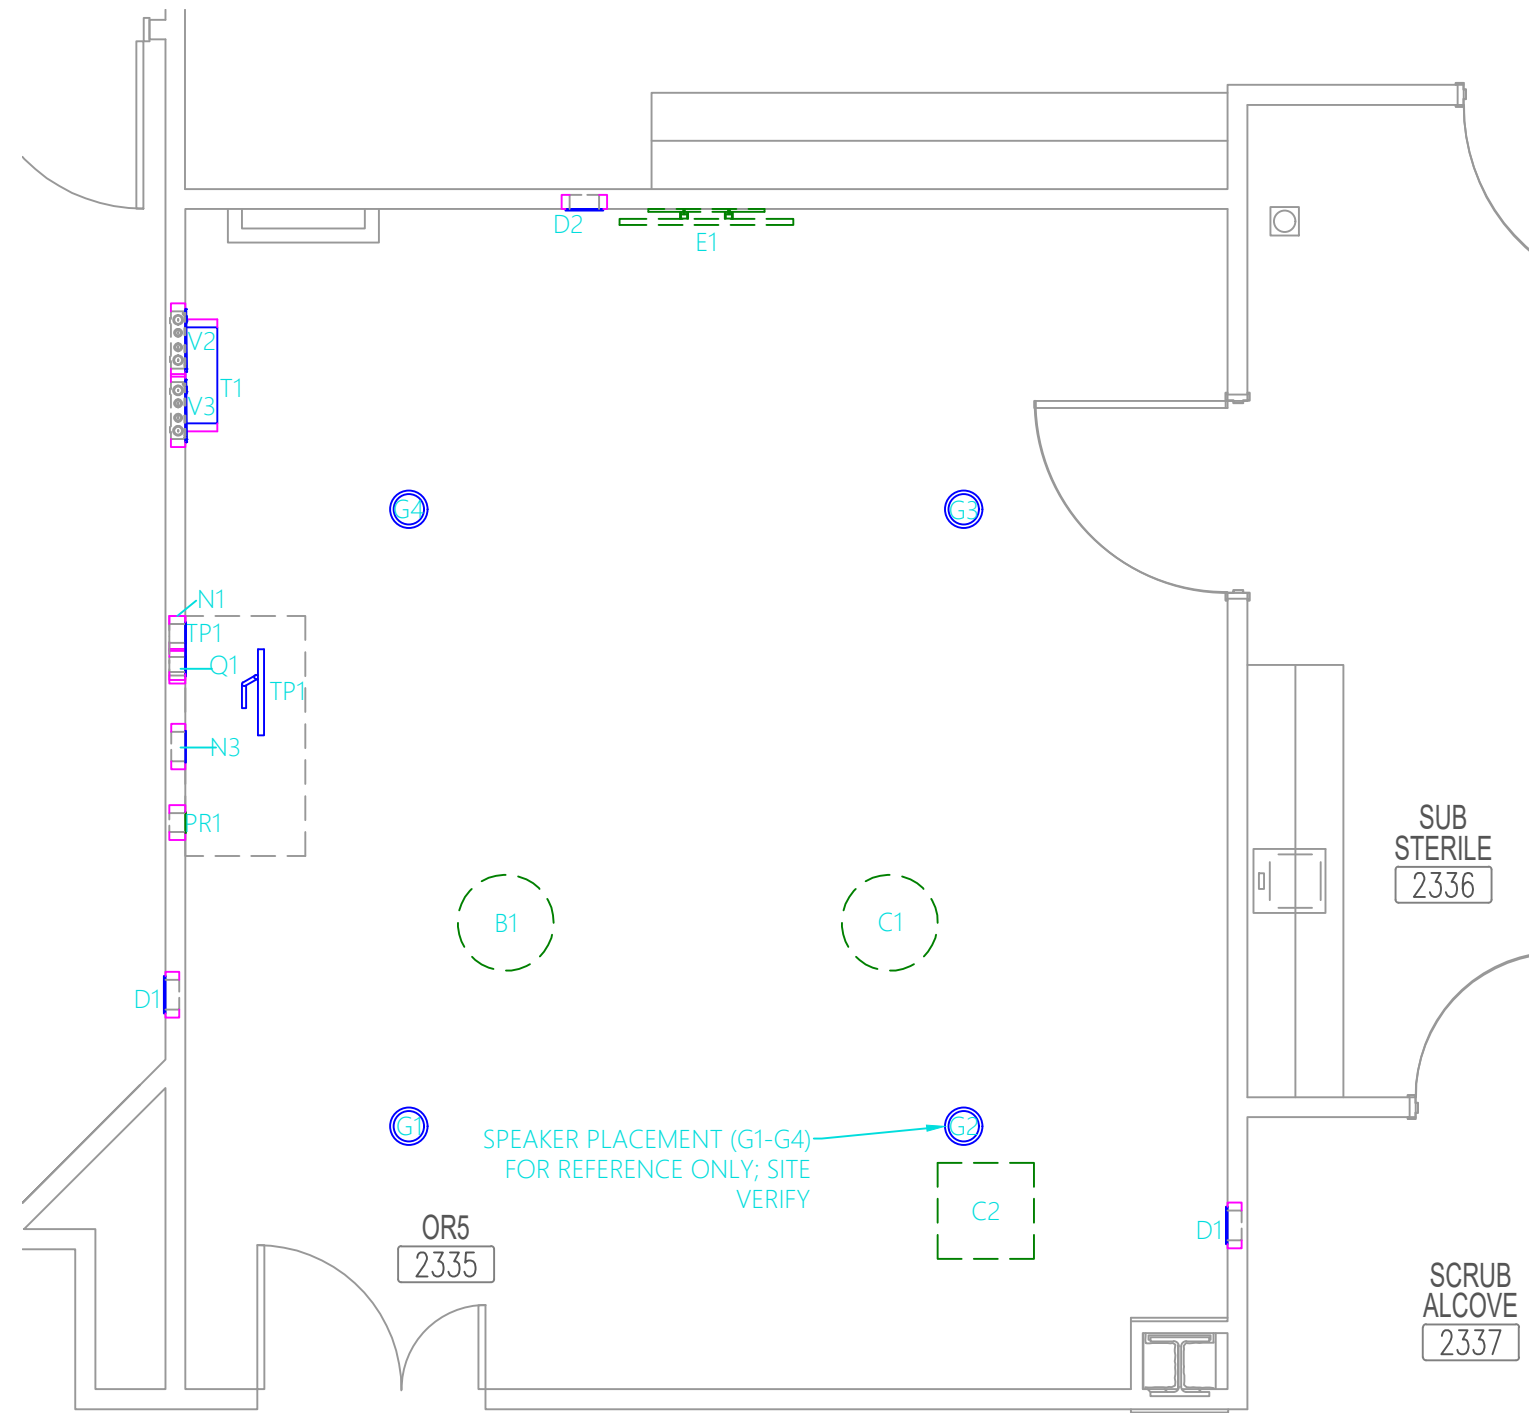 D2
E1
V2
T1
V3
G4
G3
N1
TP1
Q1
TP1
N3
PR1
SUB
STERILE
2336
B1
C1
D1
G1
G2
SPEAKER PLACEMENT (G1-G4)
FOR REFERENCE ONLY; SITE
VERIFY
C2
D1
OR5
2335
SCRUB
ALCOVE
2337